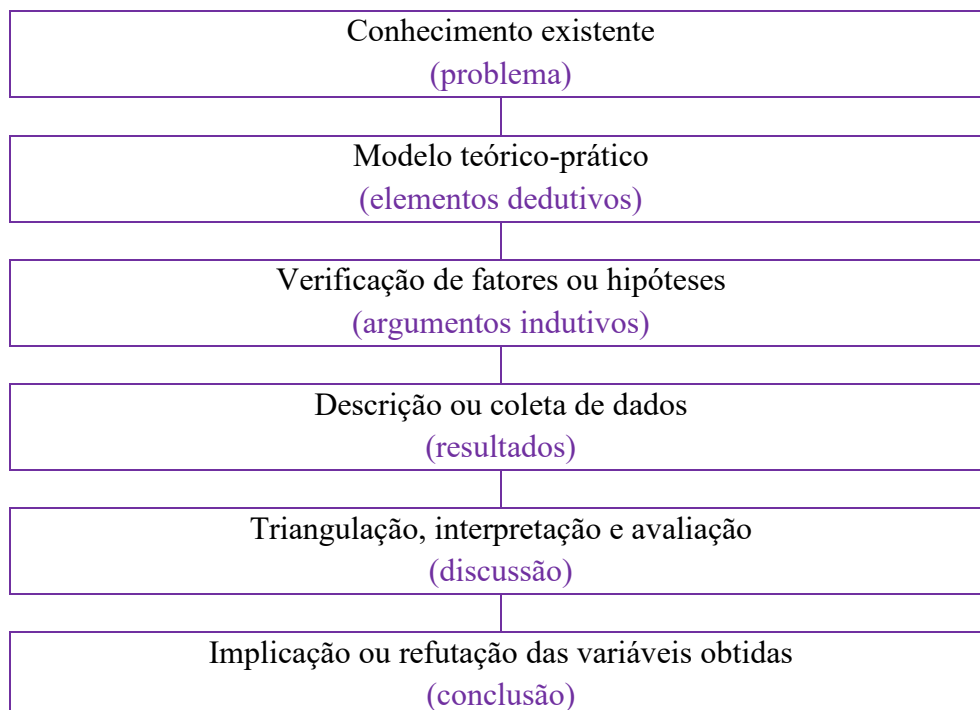 Conhecimento existente
(problema)
Modelo teórico-prático
(elementos dedutivos)
Verificação de fatores ou hipóteses
(argumentos indutivos)
Descrição ou coleta de dados
(resultados)
Triangulação, interpretação e avaliação
(discussão)
Implicação ou refutação das variáveis obtidas
(conclusão)